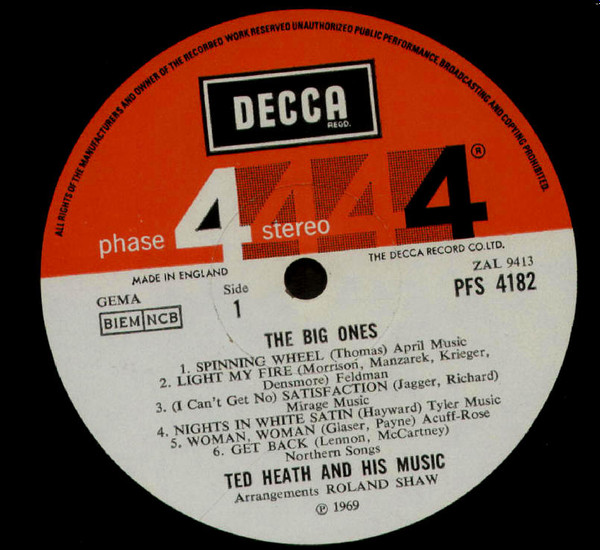 ALL RIGHTS OF THE MANUFACTURERS AND OWNER OF THE RECORDED WORK RESERVED UNAUTHORIZED PUBLIC PERFORMANCE, BROADCASTING AND COPYING PROHIBITED.
DECCA
REGD.
phase 4 stereo 4 4 4 ®
THE DECCA RECORD CO. LTD.
MADE IN ENGLAND
ZAL 9413
GEMA
Side
PFS 4182
BIEM NCB
1
THE BIG ONES
1. SPINNING WHEEL (Thomas) April Music
2. LIGHT MY FIRE (Morrison, Manzarek, Krieger,
Densmore) Feldman
3. (I Can't Get No) SATISFACTION (Jagger, Richard)
Mirage Music
4. NIGHTS IN WHITE SATIN (Hayward) Tyler Music
5. WOMAN, WOMAN (Glaser, Payne) Acuff-Rose
6. GET BACK (Lennon, McCartney)
Northern Songs
TED HEATH AND HIS MUSIC
Arrangements ROLAND SHAW
℗ 1969